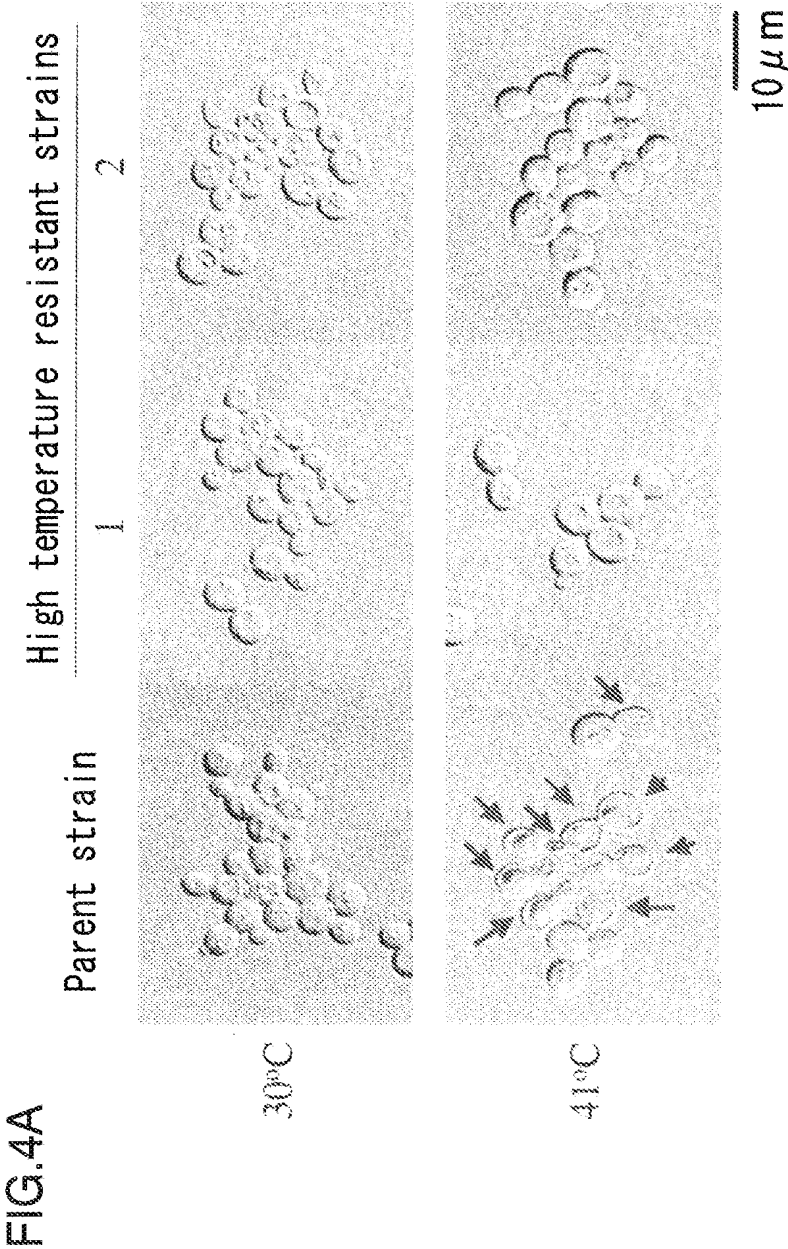 FIG.4A
High temperature resistant strains
Parent strain
1
2
30°C
41°C
10μm